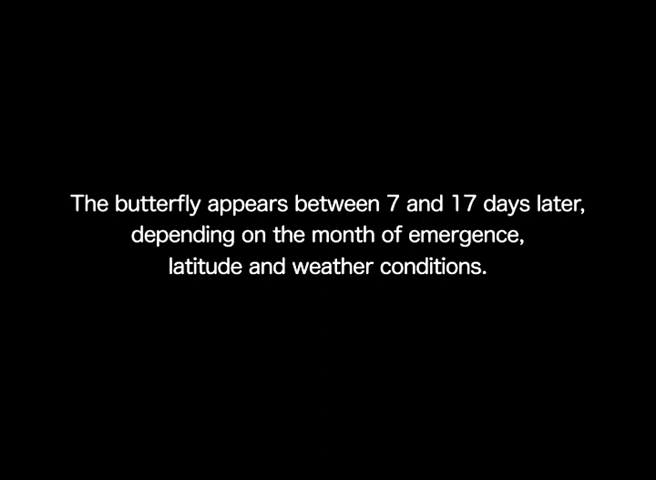 The butterfly appears between 7 and 17 days later,
depending on the month of emergence,
latitude and weather conditions.